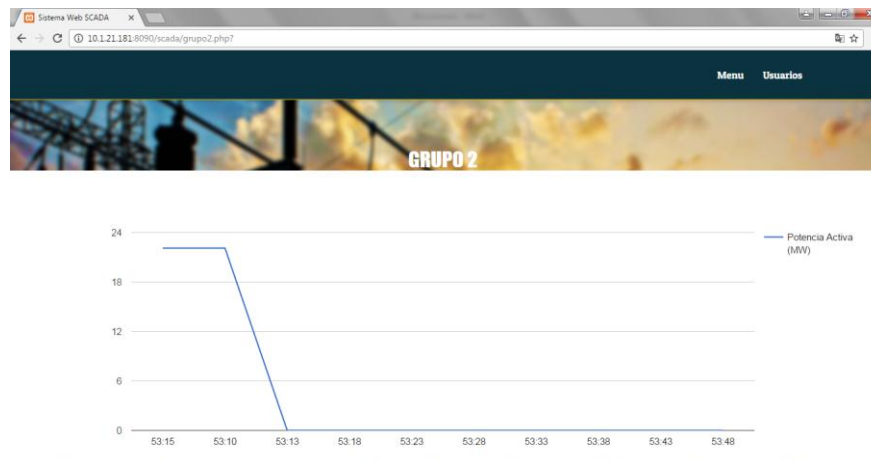 Sistema Web SCADA
10.1.21.181:8090/scada/grupo2.php?
Menu Usuarios
GRUPO 2
24
18
12
6
0
53:15 53:10 53:13 53:18 53:23 53:28 53:33 53:38 53:43 53:48
Potencia Activa
(MW)